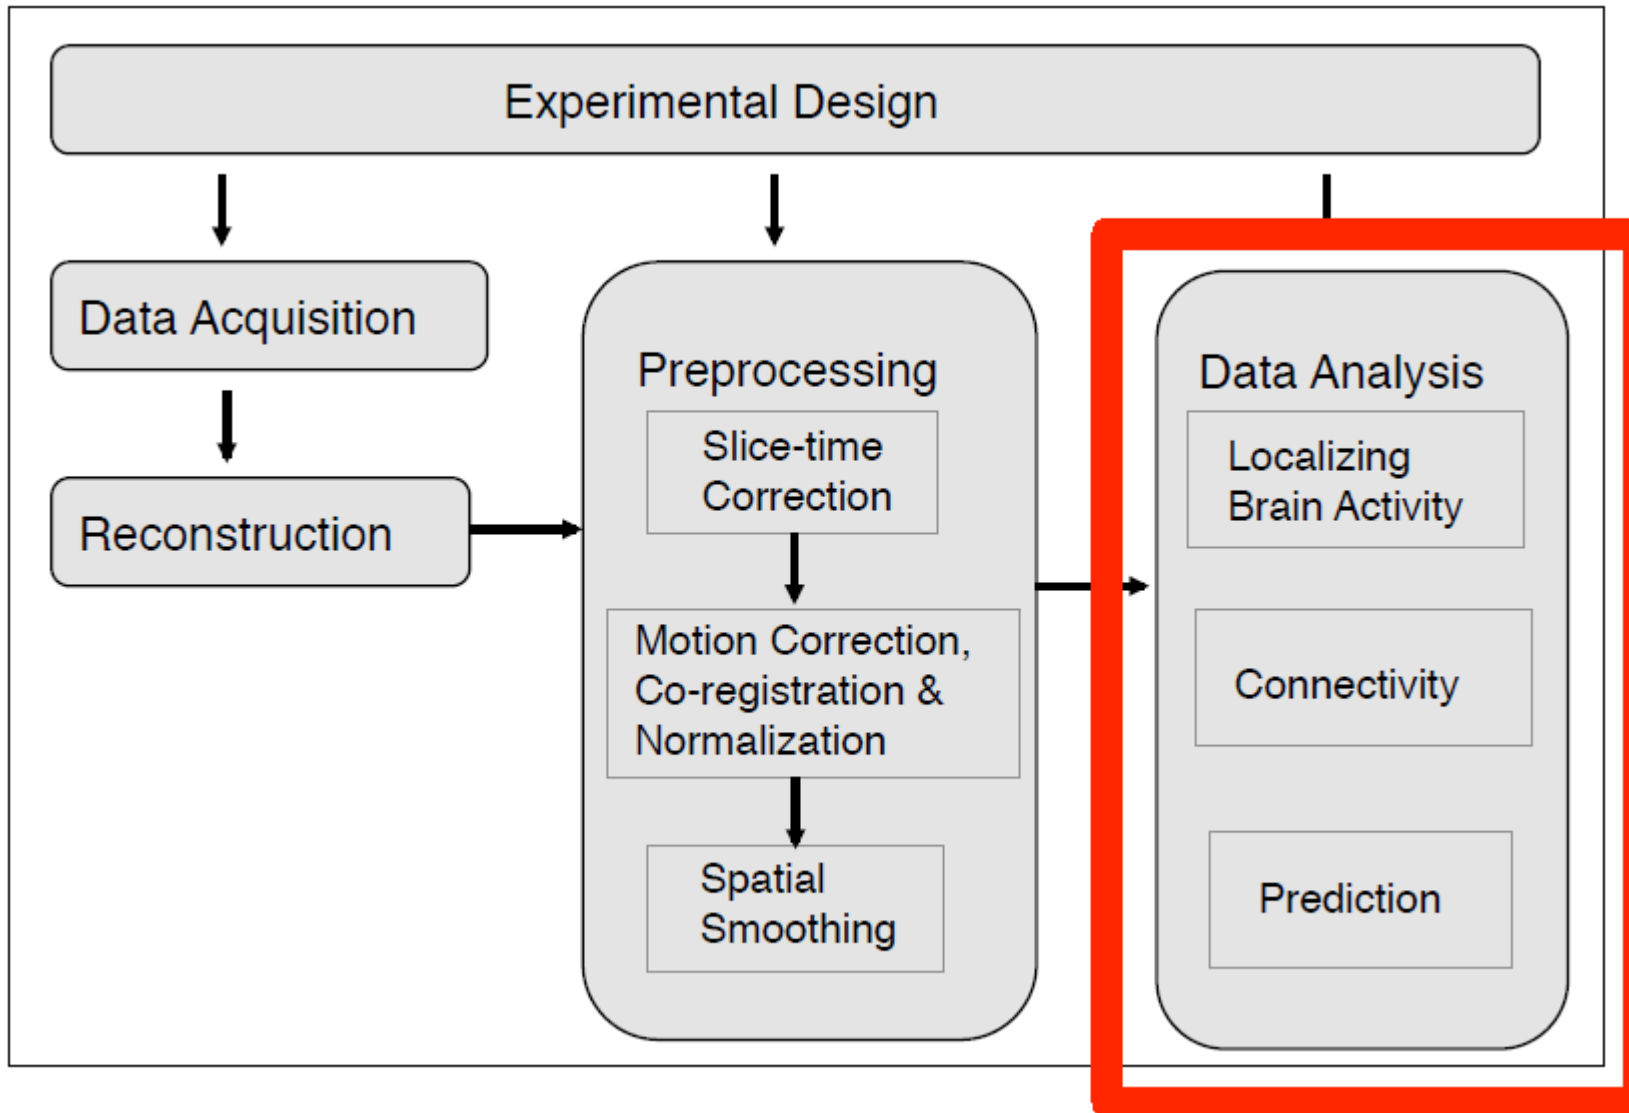 Experimental Design
Data Acquisition
Reconstruction
Preprocessing
Slice-time
Correction
Motion Correction,
Co-registration &
Normalization
Spatial
Smoothing
Data Analysis
Localizing
Brain Activity
Connectivity
Prediction